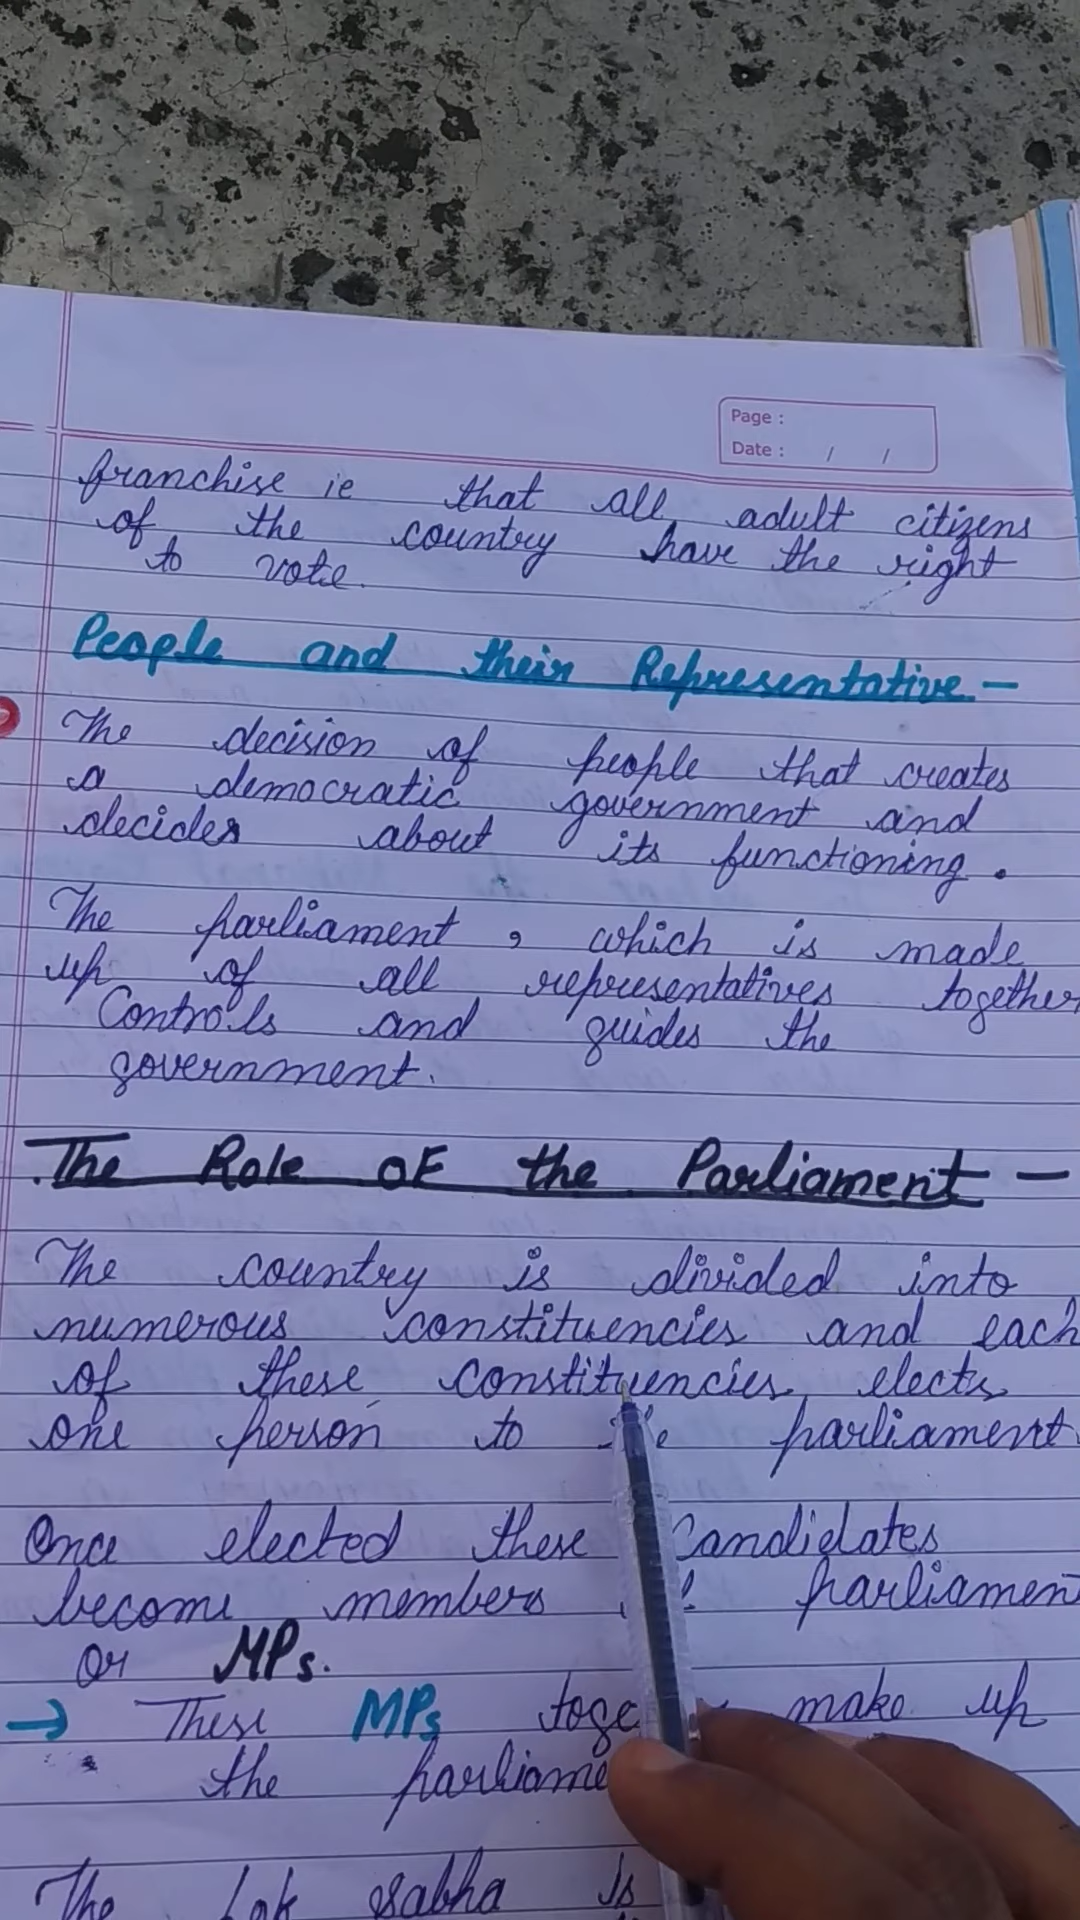 Page :
Date : / /
franchise ie that all adult citizens
of the country have the right
to vote.
People and their Representative -
The decision of people that creates
a democratic government and
decides about its functioning .
The parliament , which is made
up of all representatives together
Controls and guides the
government.
The Role oF the Parliament -
The country is divided into
numerous constituencies and each
of these constituencies elects
one person to parliament.
Once elected these Candidates
become members parliament
or MPs.
→ These MPs make up
the
The Lok Sabha is